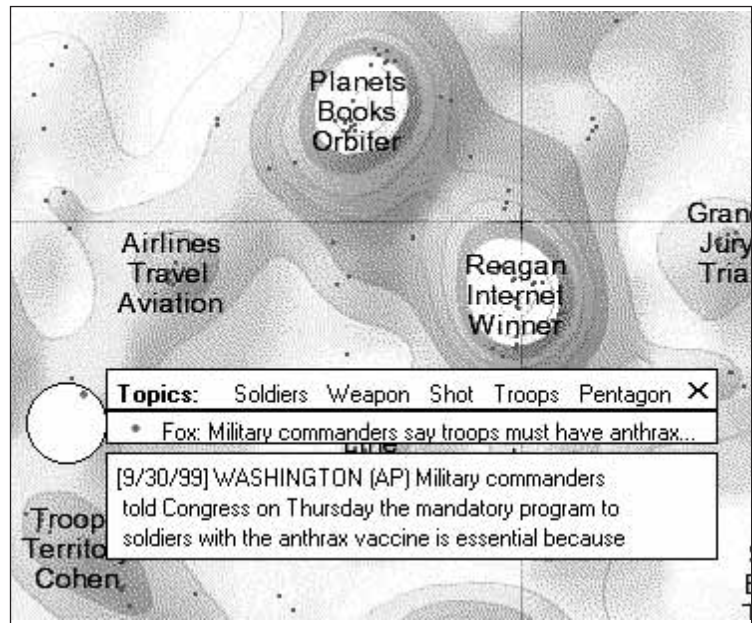 Planets
Books
Orbiter
Airlines
Travel
Aviation
Reagan
Internet
Winner
Jury
Topics: Soldiers Weapon Shot Troops Pentagon X
• Fox: Military commanders say troops must have anthrax...
[9/30/99] WASHINGTON (AP) Military commanders
told Congress on Thursday the mandatory program to
soldiers with the anthrax vaccine is essential because
Troop
Territo
Cohen